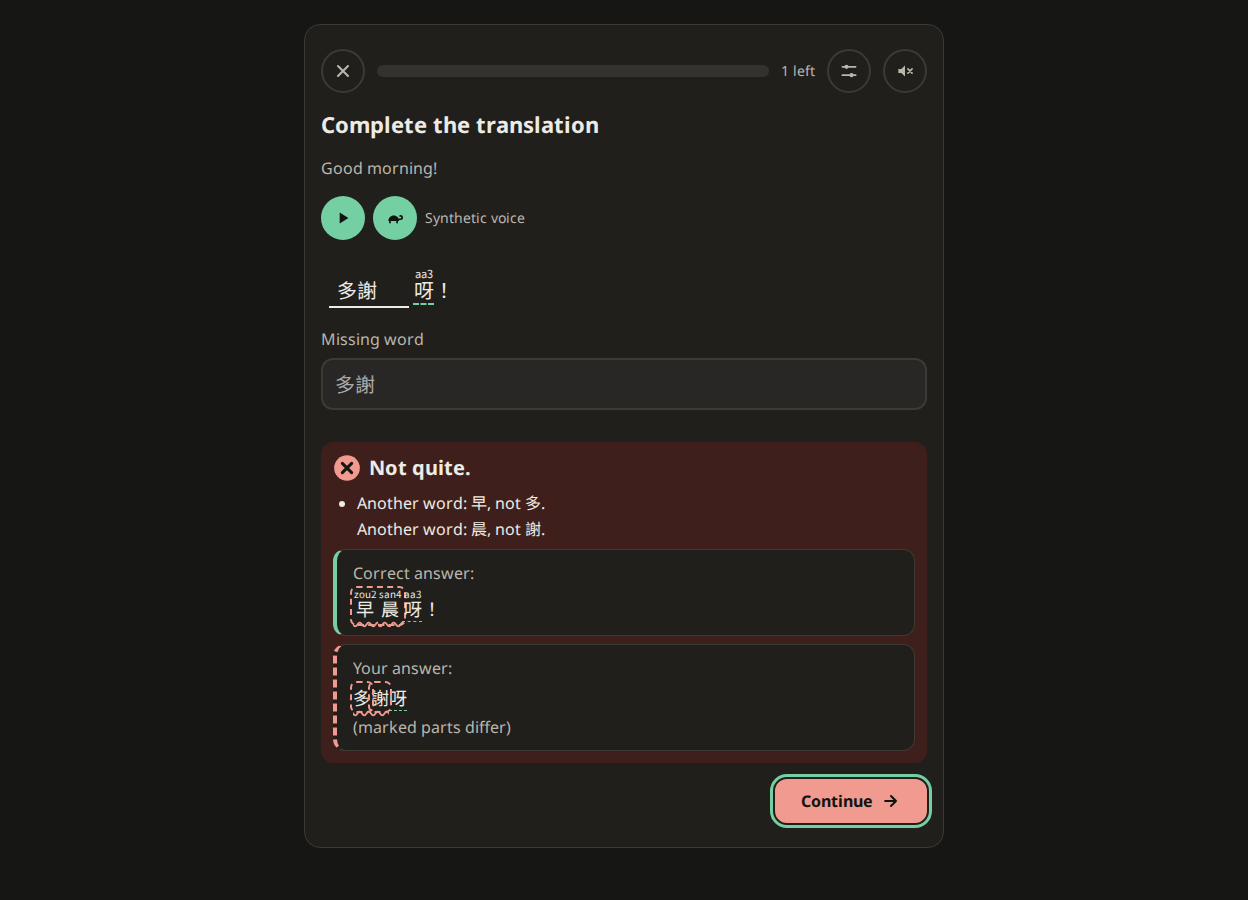 1 left
Complete the translation
Good morning!
Synthetic voice
aa3
多謝 呀！
Missing word
多謝
Not quite.
Another word: 早, not 多.
Another word: 晨, not 謝.
Correct answer:
zou2 san4 aa3
早晨呀！
Your answer:
多謝呀
(marked parts differ)
Continue